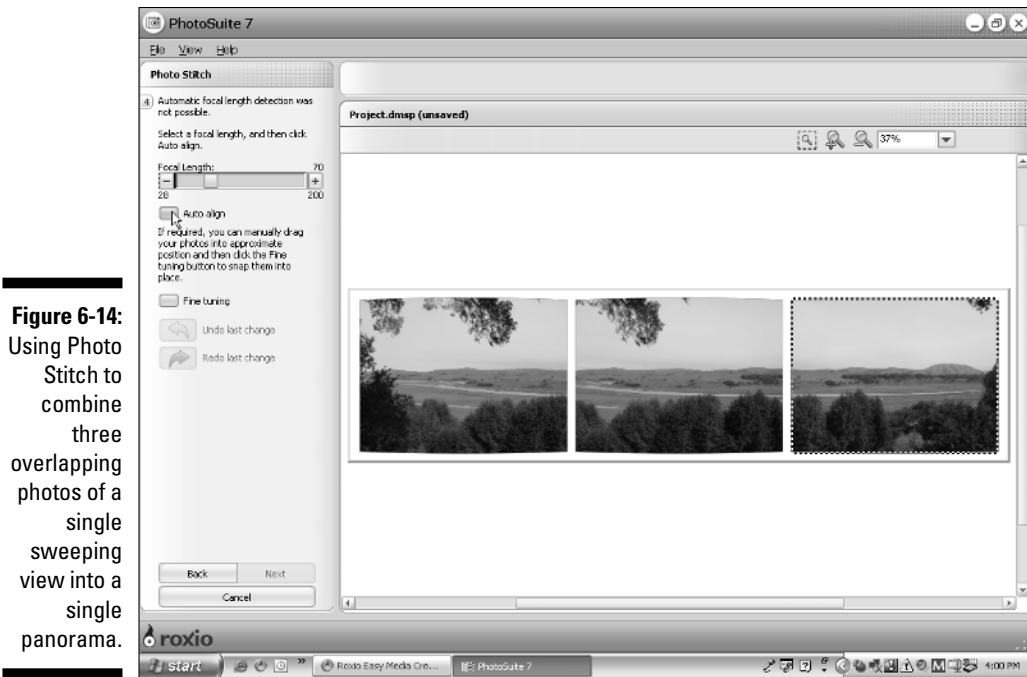 PhotoSuite 7
File View Help
Photo Stitch
4
Automatic focal length detection was
not possible.
Select a focal length, and then click
Auto align.
Focal Length: 70
- +
28 200
Auto align
If required, you can manually drag
your photos into approximate
position and then click the Fine
tuning button to snap them into
place.
Fine tuning
Undo last change
Redo last change
Back Next
Cancel
Project.dmsp (unsaved)
37%
roxio
start
Roxio Easy Media Cre...
PhotoSuite 7
4:00 PM
Figure 6-14:
Using Photo
Stitch to
combine
three
overlapping
photos of a
single
sweeping
view into a
single
panorama.